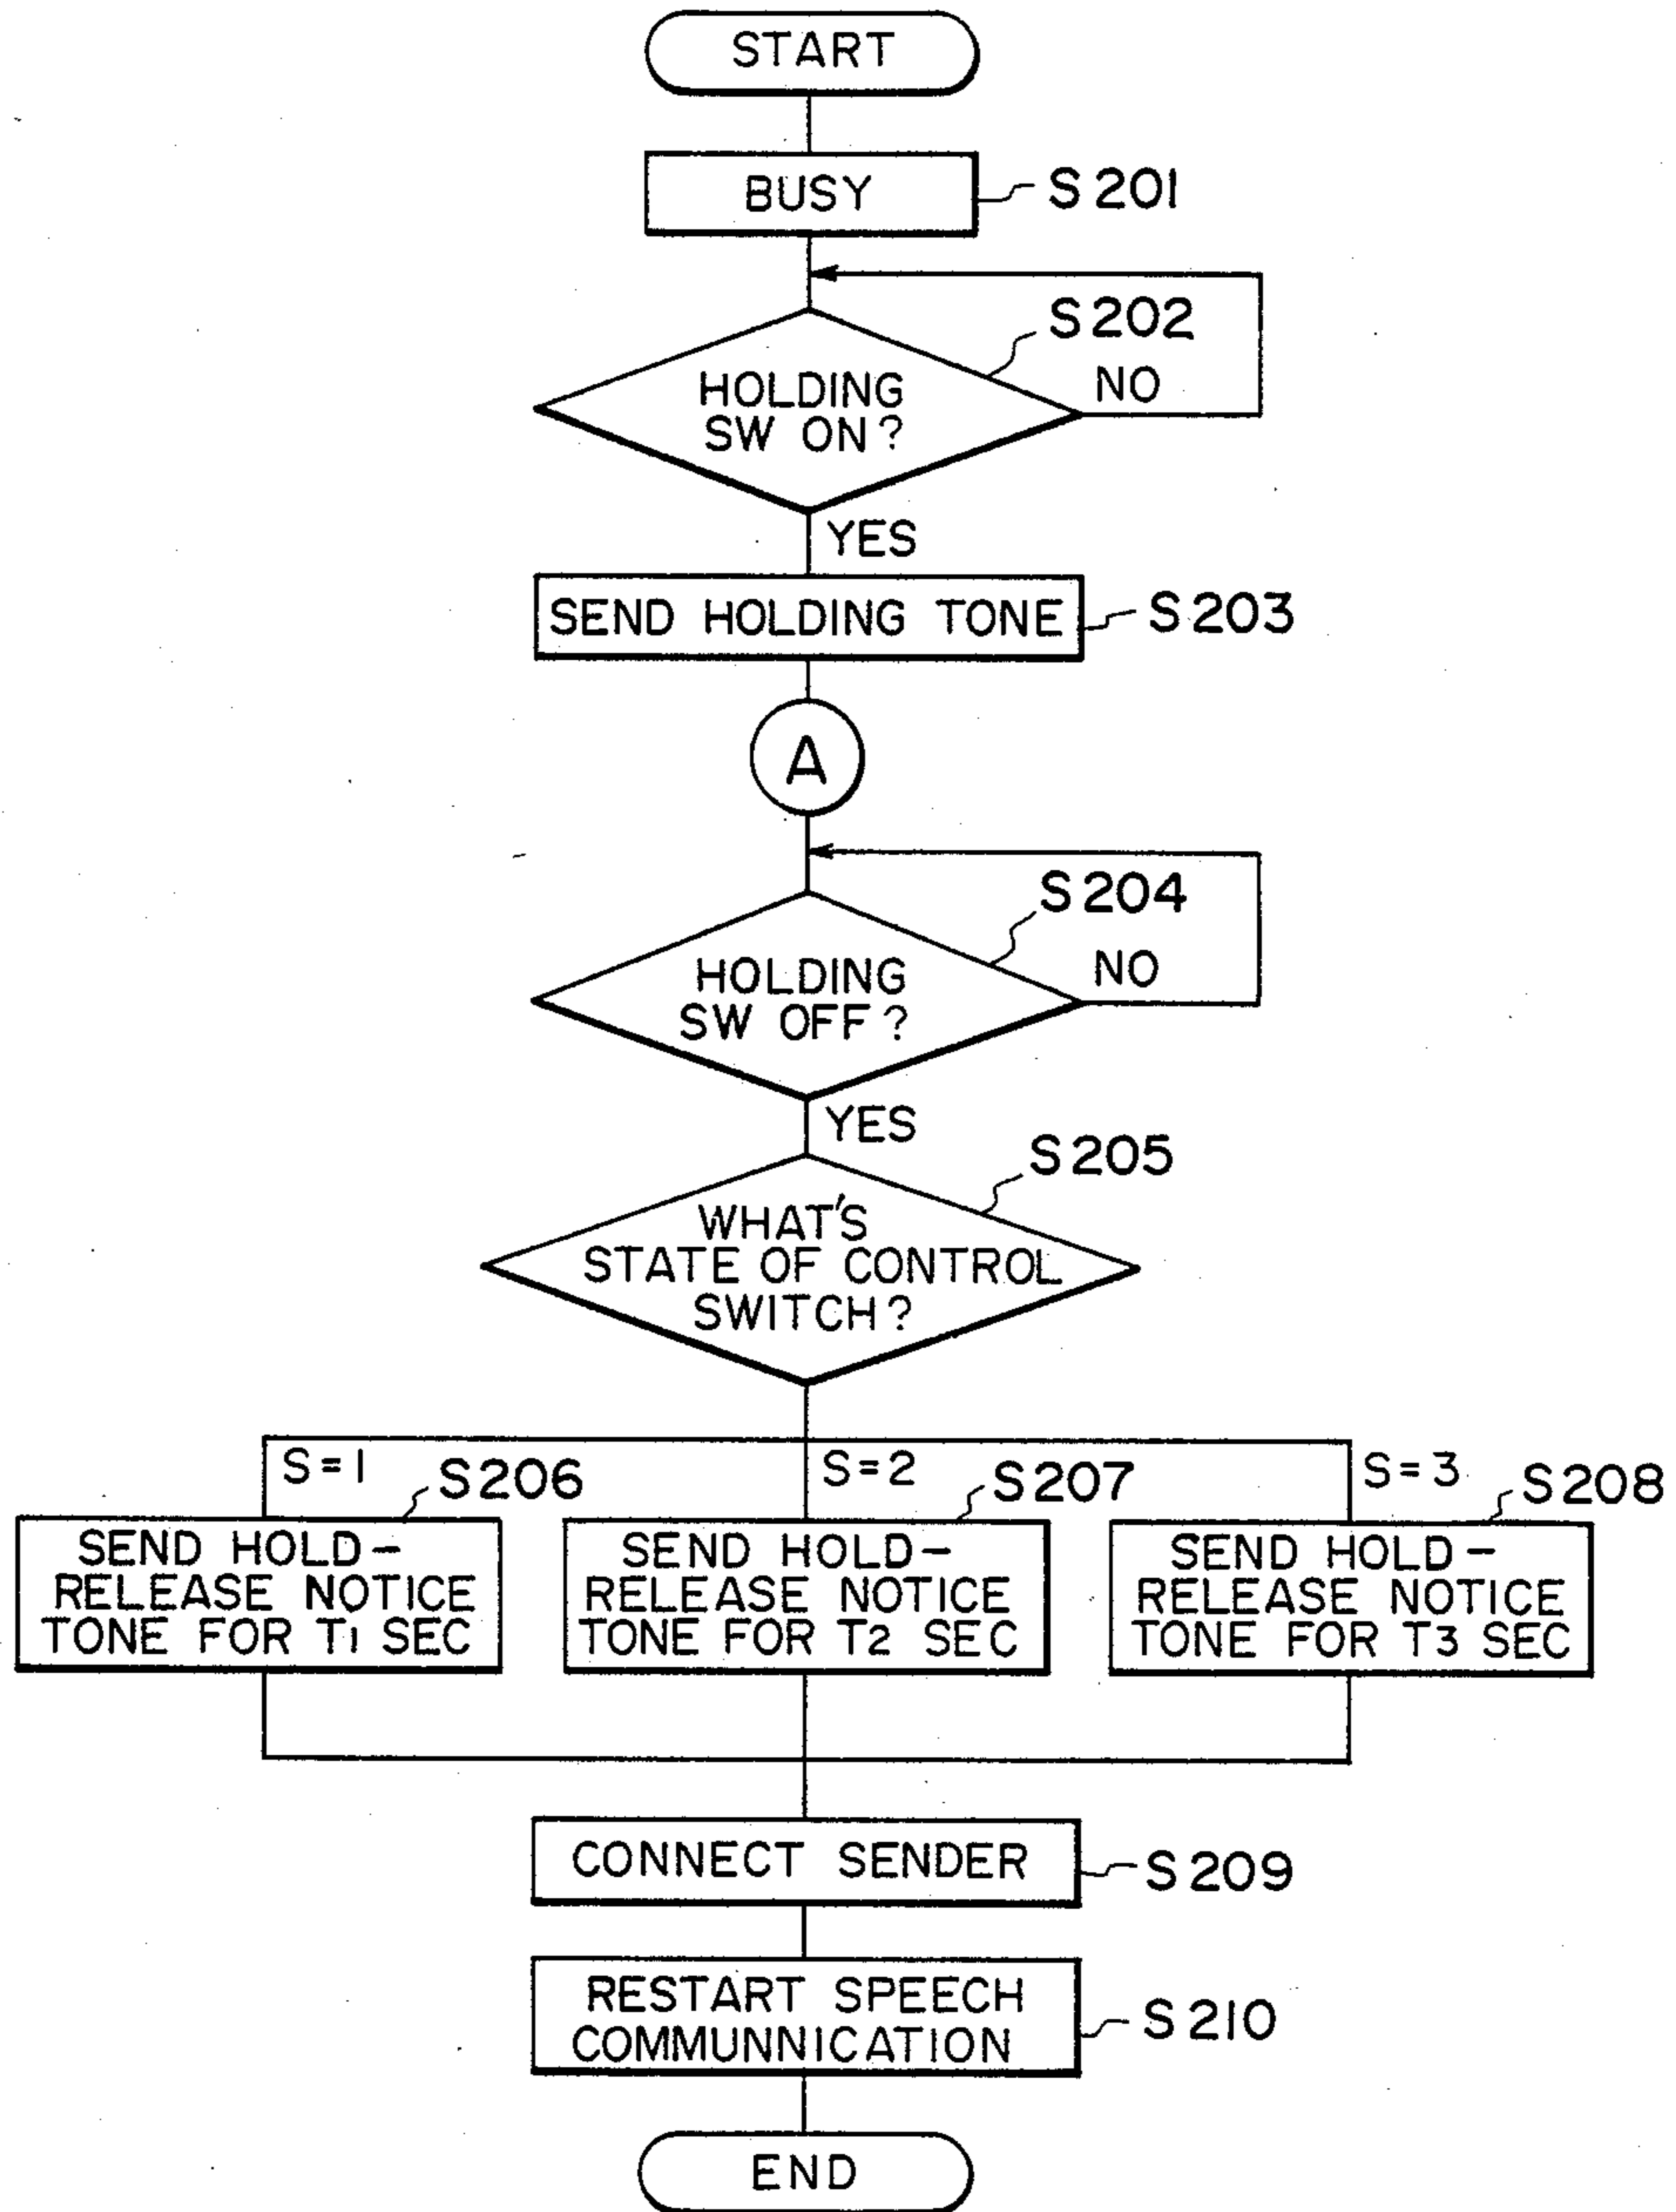 START
BUSY
S201
S202
HOLDING
SW ON?
NO
YES
SEND HOLDING TONE
S203
A
S204
HOLDING
SW OFF?
NO
YES
S205
WHAT'S
STATE OF CONTROL
SWITCH?
S=1
S206
S=2
S207
S=3
S208
SEND HOLD-
RELEASE NOTICE
TONE FOR T1 SEC
SEND HOLD-
RELEASE NOTICE
TONE FOR T2 SEC
SEND HOLD-
RELEASE NOTICE
TONE FOR T3 SEC
CONNECT SENDER
S209
RESTART SPEECH
COMMUNNICATION
S210
END